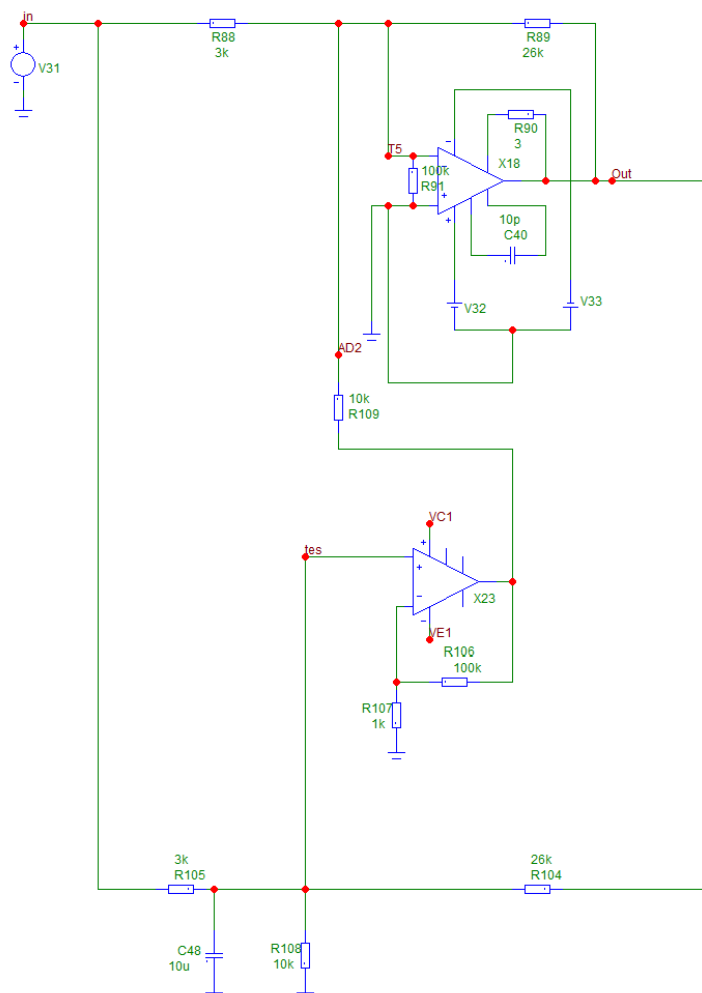 in
R88
3k
R89
26k
V31
R90
3
T5
X18
100k
R91
Out
10p
C40
V32
V33
AD2
10k
R109
VC1
tes
X23
VE1
R106
100k
R107
1k
3k
R105
26k
R104
C48
10u
R108
10k